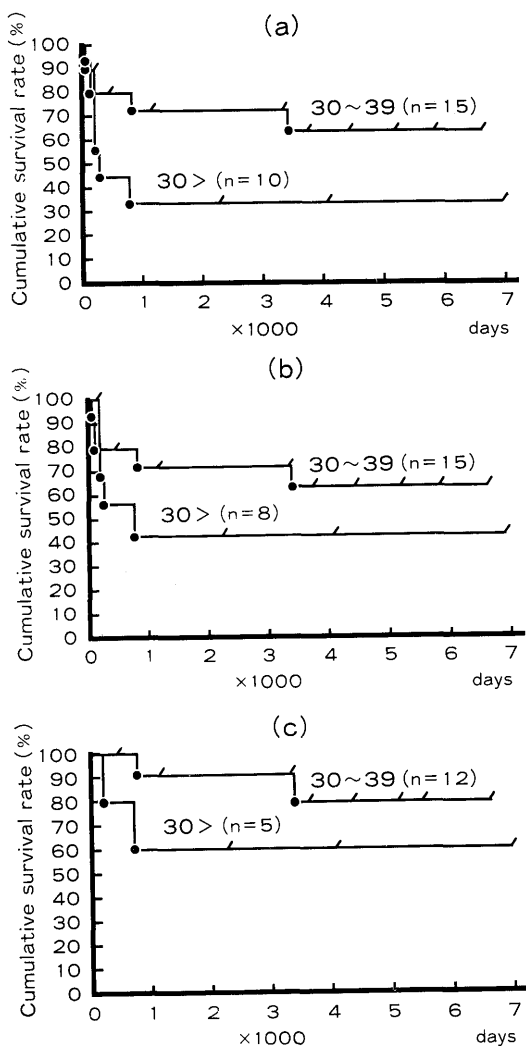 (a)
Cumulative survival rate (%)
100
90
80
70
60
50
40
30
20
10
0
30~39 (n=15)
30> (n=10)
0 1 2 3 4 5 6 7
×1000 days
(b)
Cumulative survival rate (%)
100
90
80
70
60
50
40
30
20
10
0
30~39 (n=15)
30> (n=8)
0 1 2 3 4 5 6 7
×1000 days
(c)
Cumulative survival rate (%)
100
90
80
70
60
50
40
30
20
10
0
30~39 (n=12)
30> (n=5)
0 1 2 3 4 5 6 7
×1000 days